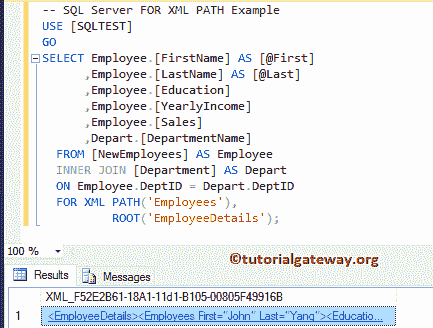 -- SQL Server FOR XML PATH Example
USE [SQLTEST]
GO
SELECT Employee.[FirstName] AS [@First]
,Employee.[LastName] AS [@Last]
,Employee.[Education]
,Employee.[YearlyIncome]
,Employee.[Sales]
,Depart.[DepartmentName]
FROM [NewEmployees] AS Employee
INNER JOIN [Department] AS Depart
ON Employee.DeptID = Depart.DeptID
FOR XML PATH('Employees'),
ROOT('EmployeeDetails');
100 %
©tutorialgateway.org
Results Messages
XML_F52E2B61-18A1-11d1-B105-00805F49916B
1 <EmployeeDetails><Employees First="John" Last="Yang"><Educatio...